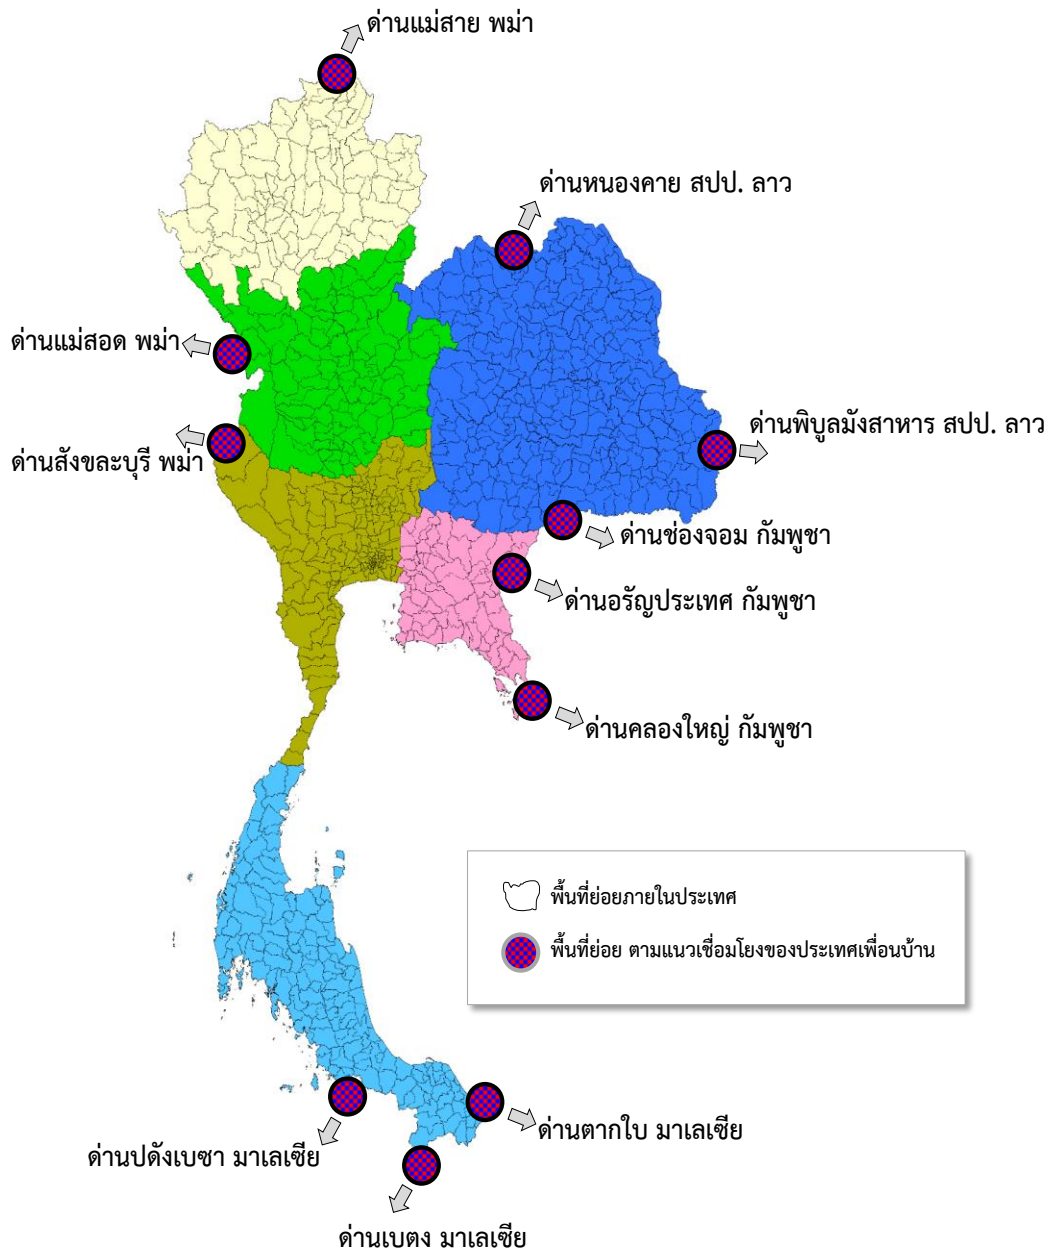 ด่านแม่สาย พม่า
ด่านหนองคาย สปป. ลาว
ด่านแม่สอด พม่า
ด่านพิบูลมังสาหาร สปป. ลาว
ด่านสังขละบุรี พม่า
ด่านช่องจอม กัมพูชา
ด่านอรัญประเทศ กัมพูชา
ด่านคลองใหญ่ กัมพูชา
พื้นที่ย่อยภายในประเทศ
พื้นที่ย่อย ตามแนวเชื่อมโยงของประเทศเพื่อนบ้าน
ด่านตากใบ มาเลเซีย
ด่านปดังเบซา มาเลเซีย
ด่านเบตง มาเลเซีย